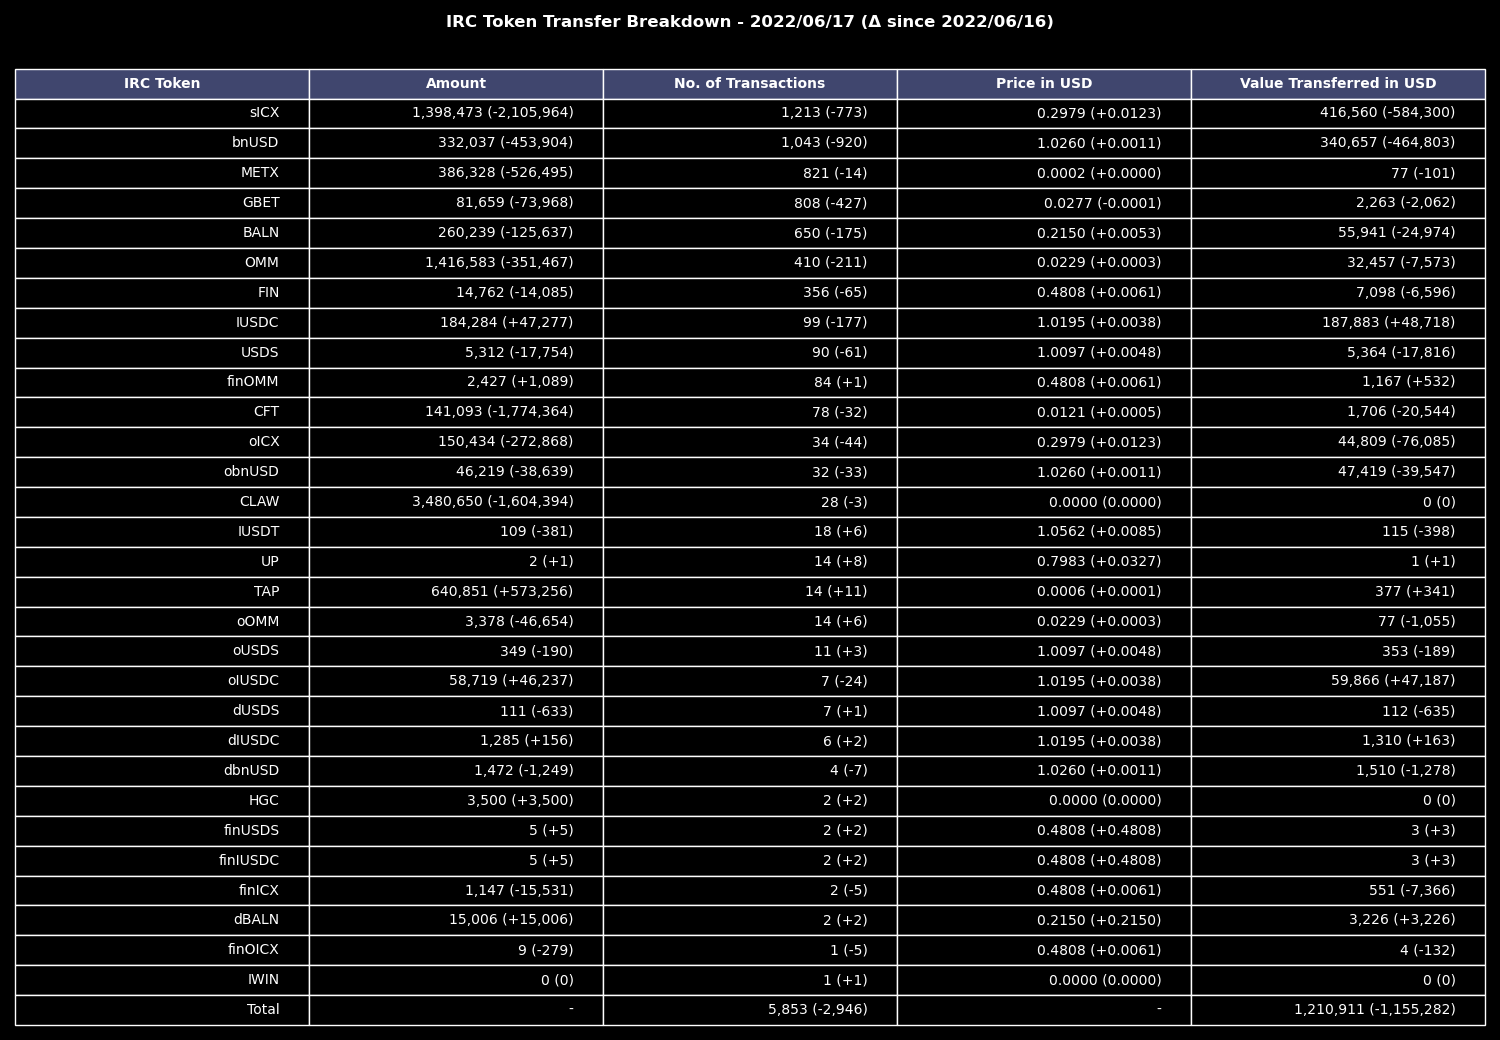 IRC Token Transfer Breakdown - 2022/06/17 (Δ since 2022/06/16)
IRC Token Amount No. of Transactions Price in USD Value Transferred in USD
sICX 1,398,473 (-2,105,964) 1,213 (-773) 0.2979 (+0.0123) 416,560 (-584,300)
bnUSD 332,037 (-453,904) 1,043 (-920) 1.0260 (+0.0011) 340,657 (-464,803)
METX 386,328 (-526,495) 821 (-14) 0.0002 (+0.0000) 77 (-101)
GBET 81,659 (-73,968) 808 (-427) 0.0277 (-0.0001) 2,263 (-2,062)
BALN 260,239 (-125,637) 650 (-175) 0.2150 (+0.0053) 55,941 (-24,974)
OMM 1,416,583 (-351,467) 410 (-211) 0.0229 (+0.0003) 32,457 (-7,573)
FIN 14,762 (-14,085) 356 (-65) 0.4808 (+0.0061) 7,098 (-6,596)
IUSDC 184,284 (+47,277) 99 (-177) 1.0195 (+0.0038) 187,883 (+48,718)
USDS 5,312 (-17,754) 90 (-61) 1.0097 (+0.0048) 5,364 (-17,816)
finOMM 2,427 (+1,089) 84 (+1) 0.4808 (+0.0061) 1,167 (+532)
CFT 141,093 (-1,774,364) 78 (-32) 0.0121 (+0.0005) 1,706 (-20,544)
oICX 150,434 (-272,868) 34 (-44) 0.2979 (+0.0123) 44,809 (-76,085)
obnUSD 46,219 (-38,639) 32 (-33) 1.0260 (+0.0011) 47,419 (-39,547)
CLAW 3,480,650 (-1,604,394) 28 (-3) 0.0000 (0.0000) 0 (0)
IUSDT 109 (-381) 18 (+6) 1.0562 (+0.0085) 115 (-398)
UP 2 (+1) 14 (+8) 0.7983 (+0.0327) 1 (+1)
TAP 640,851 (+573,256) 14 (+11) 0.0006 (+0.0001) 377 (+341)
oOMM 3,378 (-46,654) 14 (+6) 0.0229 (+0.0003) 77 (-1,055)
oUSDS 349 (-190) 11 (+3) 1.0097 (+0.0048) 353 (-189)
oIUSDC 58,719 (+46,237) 7 (-24) 1.0195 (+0.0038) 59,866 (+47,187)
dUSDS 111 (-633) 7 (+1) 1.0097 (+0.0048) 112 (-635)
dIUSDC 1,285 (+156) 6 (+2) 1.0195 (+0.0038) 1,310 (+163)
dbnUSD 1,472 (-1,249) 4 (-7) 1.0260 (+0.0011) 1,510 (-1,278)
HGC 3,500 (+3,500) 2 (+2) 0.0000 (0.0000) 0 (0)
finUSDS 5 (+5) 2 (+2) 0.4808 (+0.4808) 3 (+3)
finIUSDC 5 (+5) 2 (+2) 0.4808 (+0.4808) 3 (+3)
finICX 1,147 (-15,531) 2 (-5) 0.4808 (+0.0061) 551 (-7,366)
dBALN 15,006 (+15,006) 2 (+2) 0.2150 (+0.2150) 3,226 (+3,226)
finOICX 9 (-279) 1 (-5) 0.4808 (+0.0061) 4 (-132)
IWIN 0 (0) 1 (+1) 0.0000 (0.0000) 0 (0)
Total - 5,853 (-2,946) - 1,210,911 (-1,155,282)